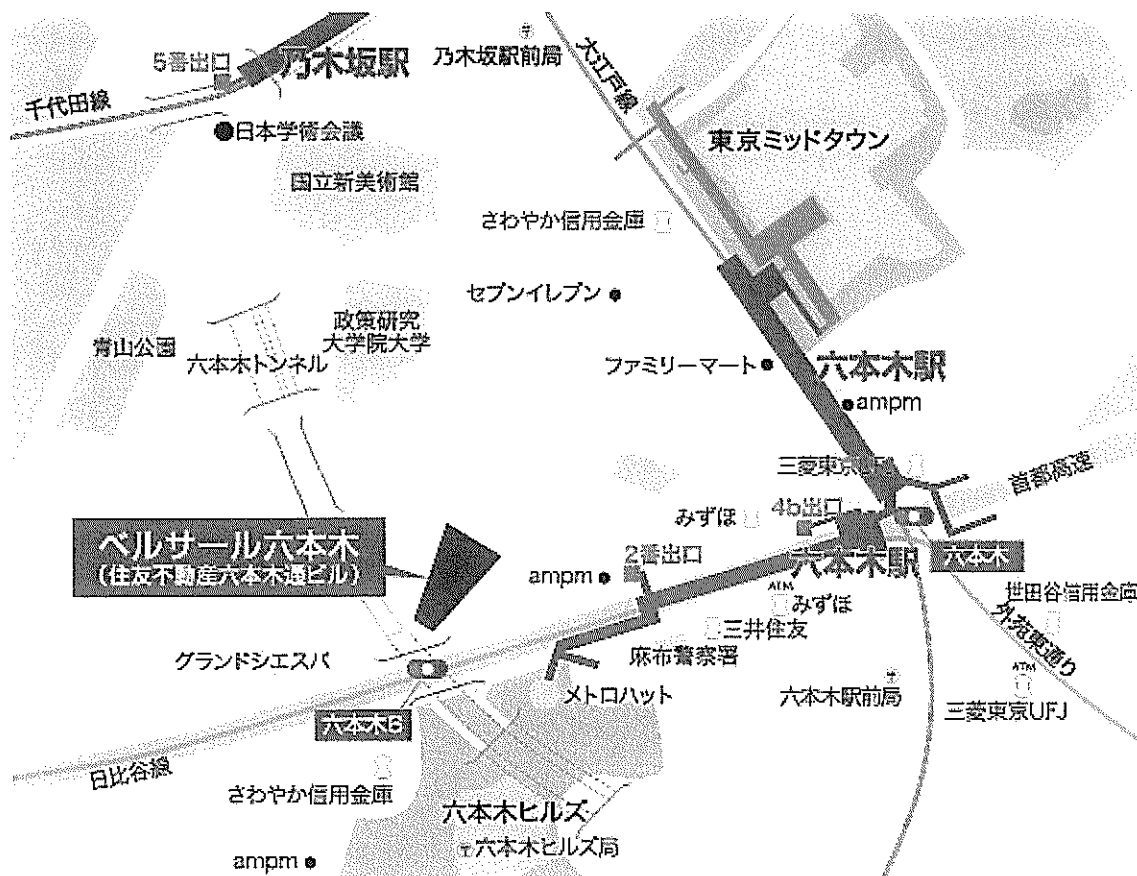 5番出口
乃木坂駅
乃木坂駅前局
千代田線
大江戸線
日本学術会議
東京ミッドタウン
国立新美術館
さわやか信用金庫
セブンイレブン
青山公園
六本木トンネル
政策研究
大学院大学
ファミリーマート
六本木駅
ampm
三菱東京
首都高速
みずほ
4b出口
ベルサール六本木
(住友不動産六本木通ビル)
ampm
2番出口
六本木駅
六本木
ATM
みずほ
世田谷信用金庫
三井住友
外苑東通り
グランドシエスパ
麻布警察署
メトロハット
六本木駅前局
ATM
三菱東京UFJ
六本木6
日比谷線
さわやか信用金庫
六本木ヒルズ
〒六本木ヒルズ局
ampm